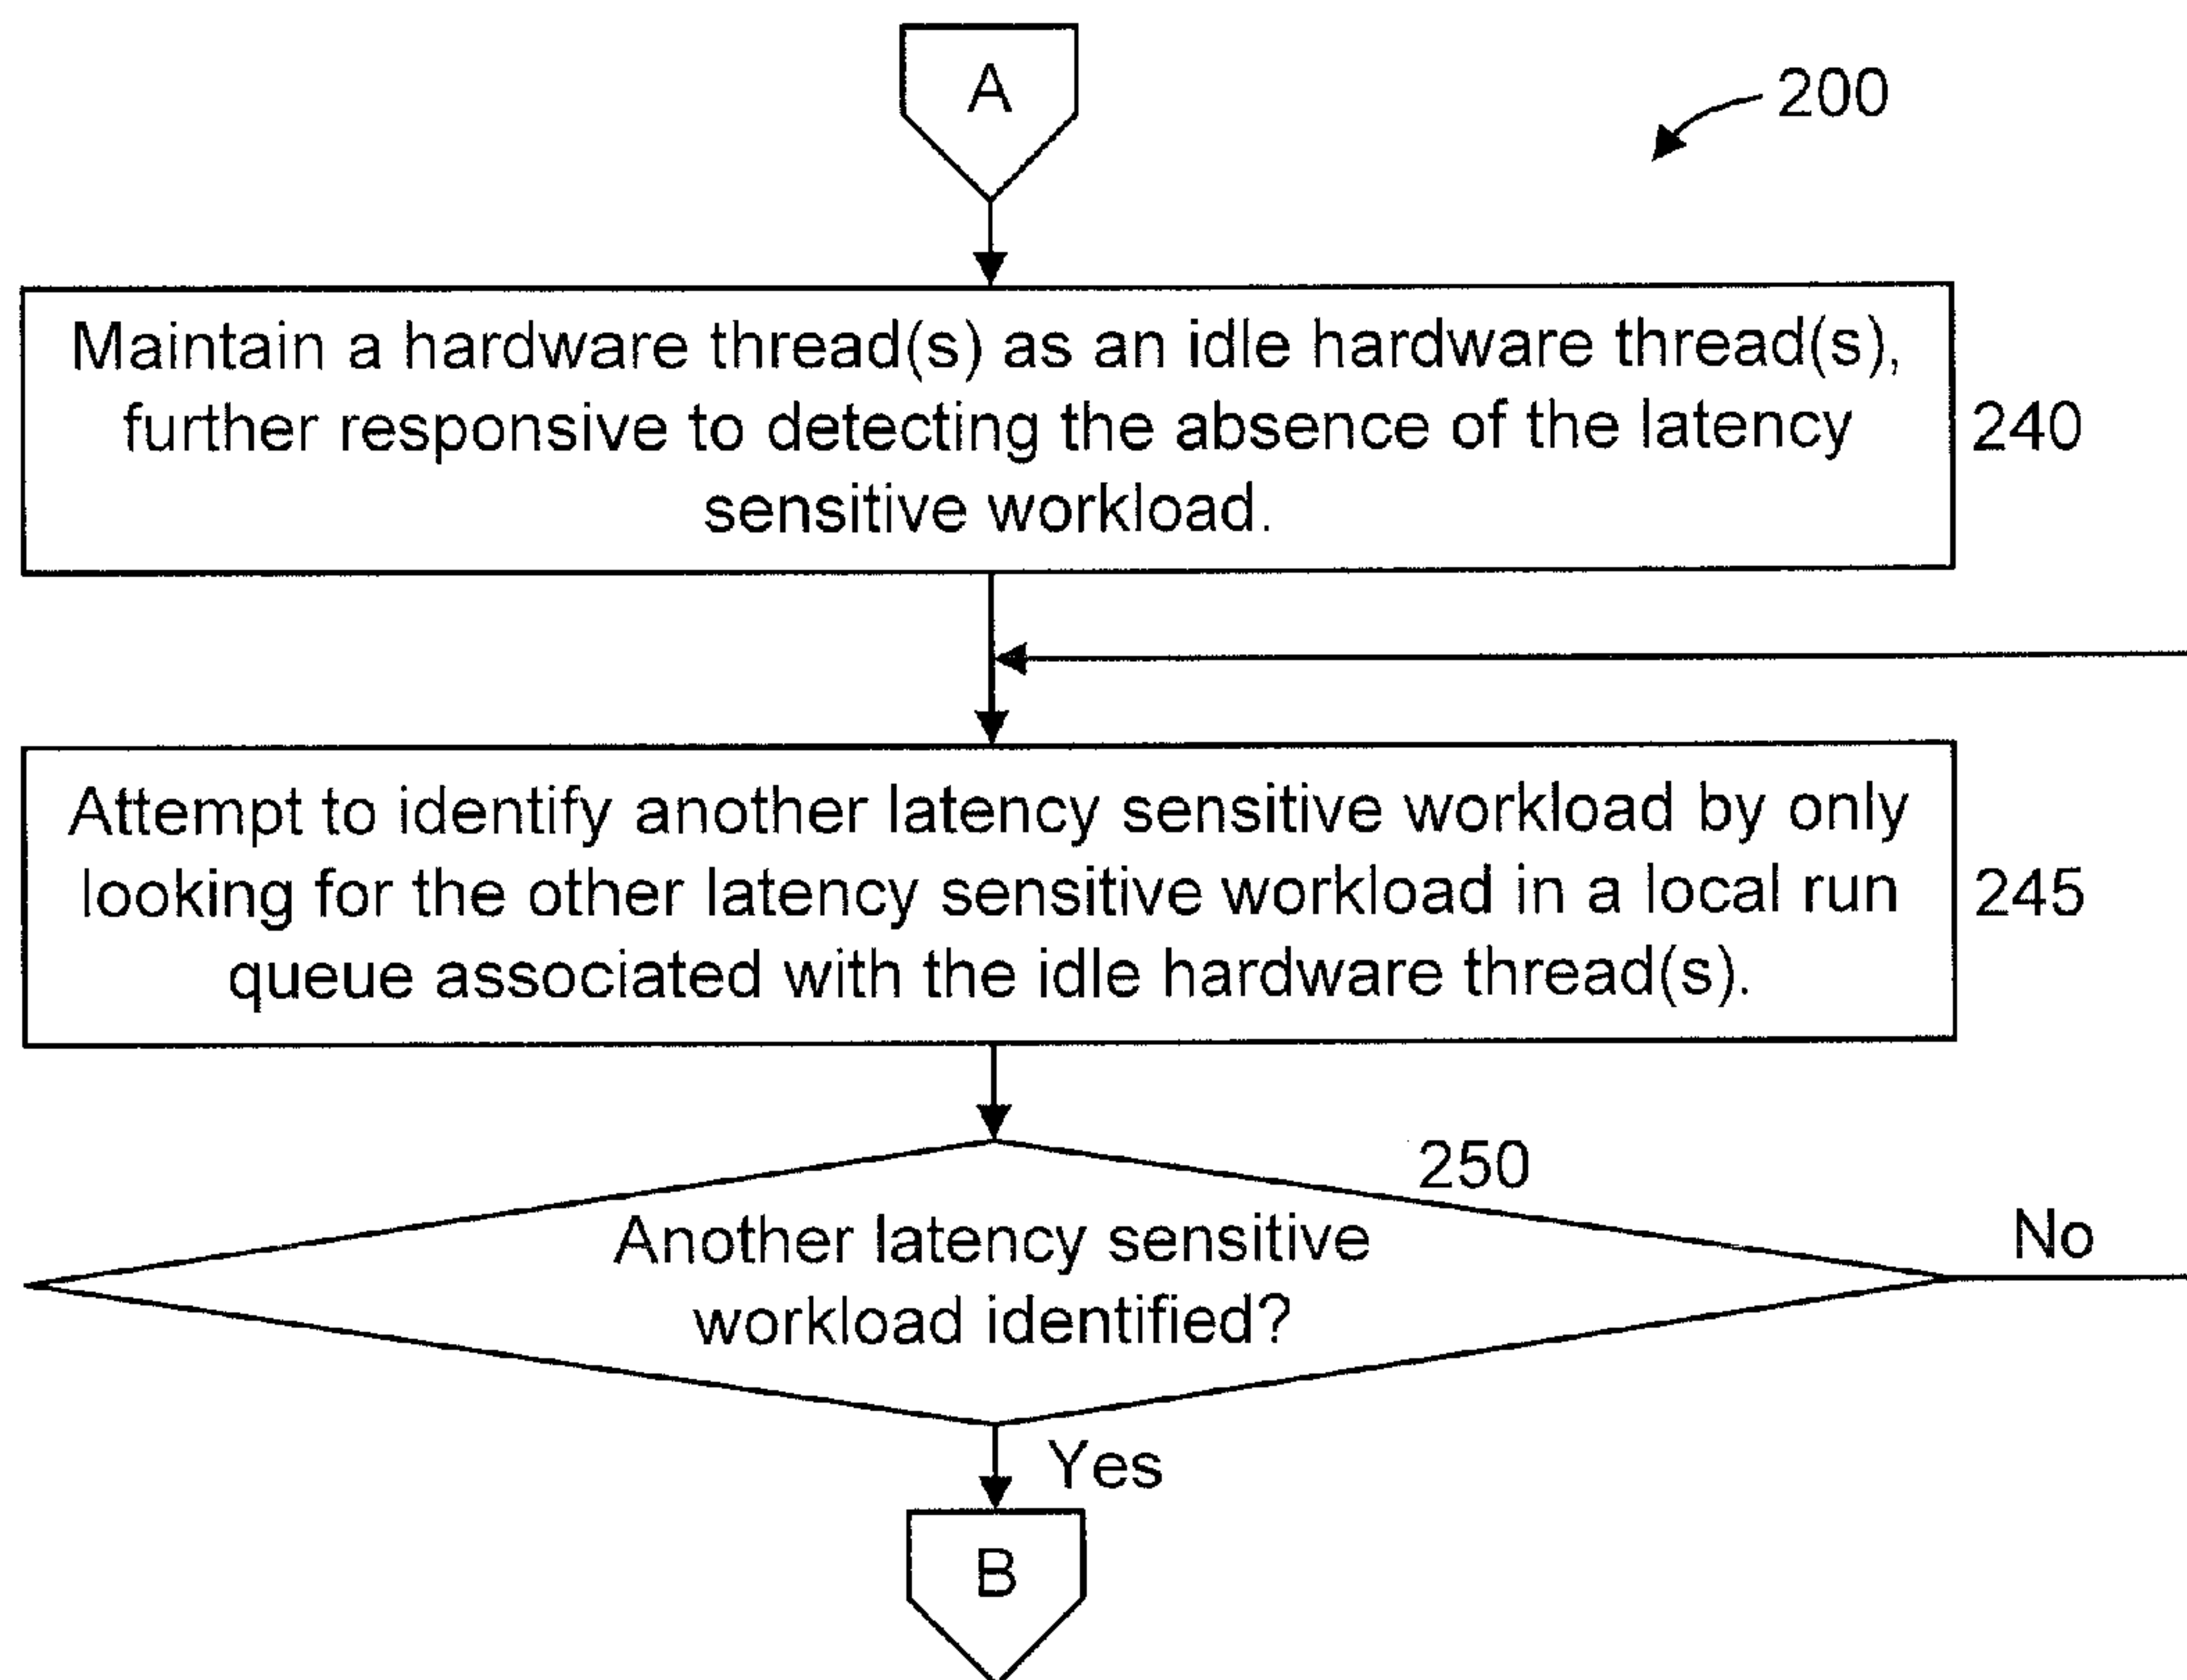 A
200
Maintain a hardware thread(s) as an idle hardware thread(s),
further responsive to detecting the absence of the latency
sensitive workload.
240
Attempt to identify another latency sensitive workload by only
looking for the other latency sensitive workload in a local run
queue associated with the idle hardware thread(s).
245
250
Another latency sensitive
workload identified?
No
Yes
B